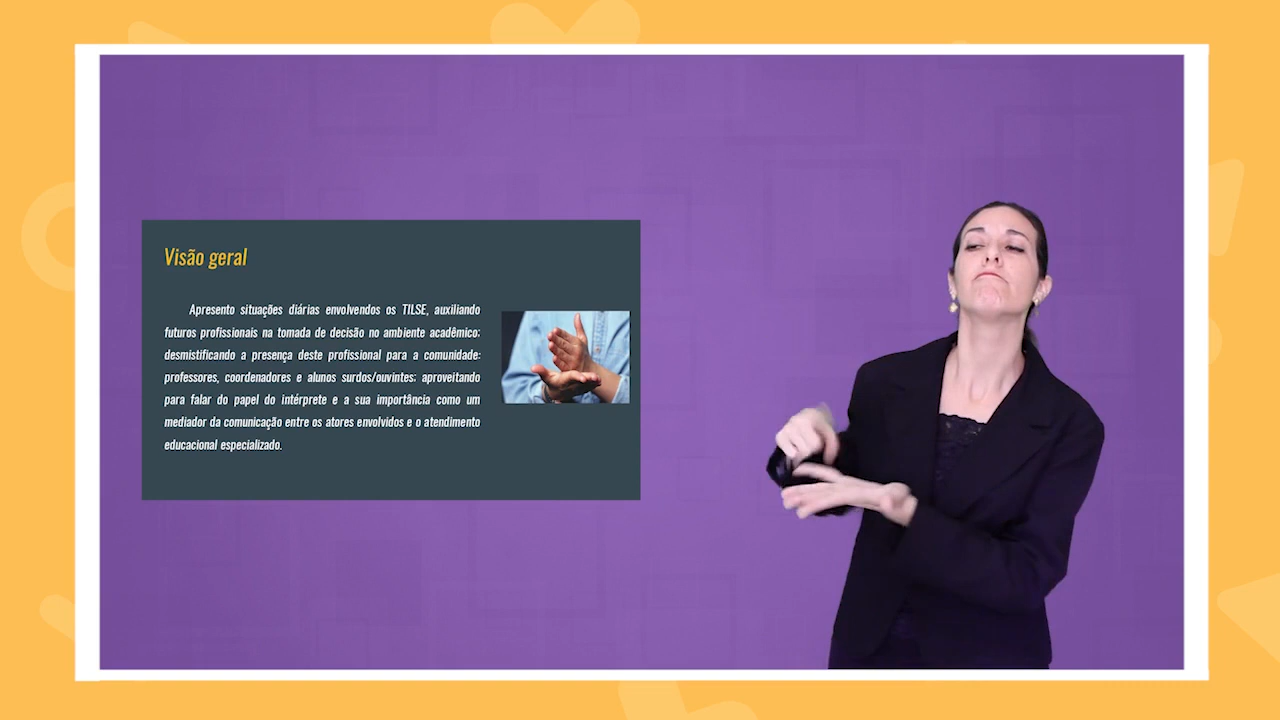 Visão geral
Apresento situações diárias envolvendos os TILSE, auxiliando
futuros profissionais na tomada de decisão no ambiente acadêmico;
desmistificando a presença deste profissional para a comunidade:
professores, coordenadores e alunos surdos/ouvintes; aproveitando
para falar do papel do intérprete e a sua importância como um
mediador da comunicação entre os atores envolvidos e o atendimento
educacional especializado.